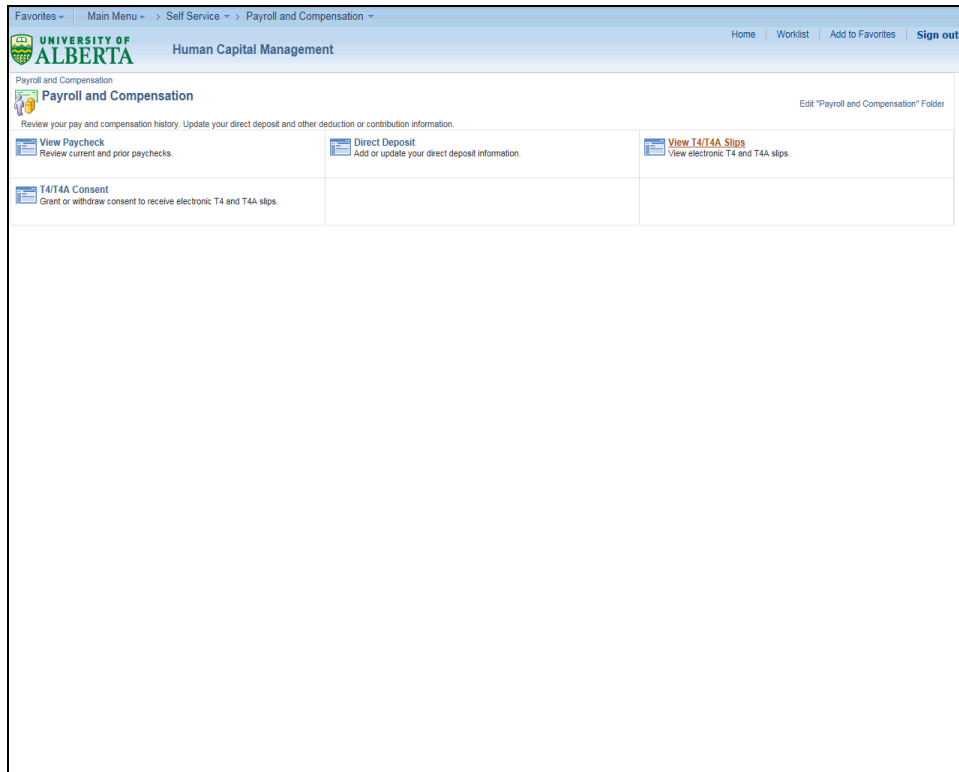 Favorites Main Menu > Self Service > Payroll and Compensation
Home Worklist Add to Favorites Sign out
UNIVERSITY OF
ALBERTA
Human Capital Management
Payroll and Compensation
Payroll and Compensation
Edit "Payroll and Compensation" Folder
Review your pay and compensation history. Update your direct deposit and other deduction or contribution information.
View Paycheck
Review current and prior paychecks.
Direct Deposit
Add or update your direct deposit information.
View T4/T4A Slips
View electronic T4 and T4A slips.
T4/T4A Consent
Grant or withdraw consent to receive electronic T4 and T4A slips.